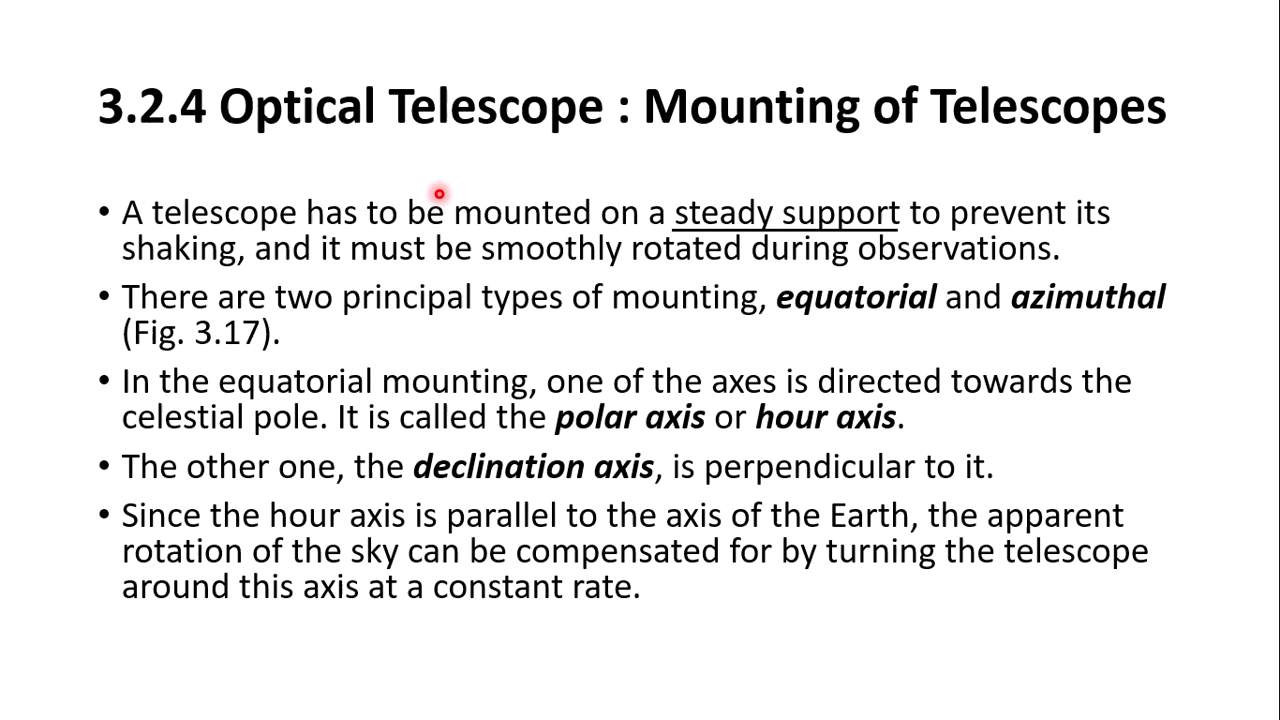 3.2.4 Optical Telescope : Mounting of Telescopes
• A telescope has to be mounted on a steady support to prevent its
shaking, and it must be smoothly rotated during observations.
• There are two principal types of mounting, equatorial and azimuthal
(Fig. 3.17).
• In the equatorial mounting, one of the axes is directed towards the
celestial pole. It is called the polar axis or hour axis.
• The other one, the declination axis, is perpendicular to it.
• Since the hour axis is parallel to the axis of the Earth, the apparent
rotation of the sky can be compensated for by turning the telescope
around this axis at a constant rate.